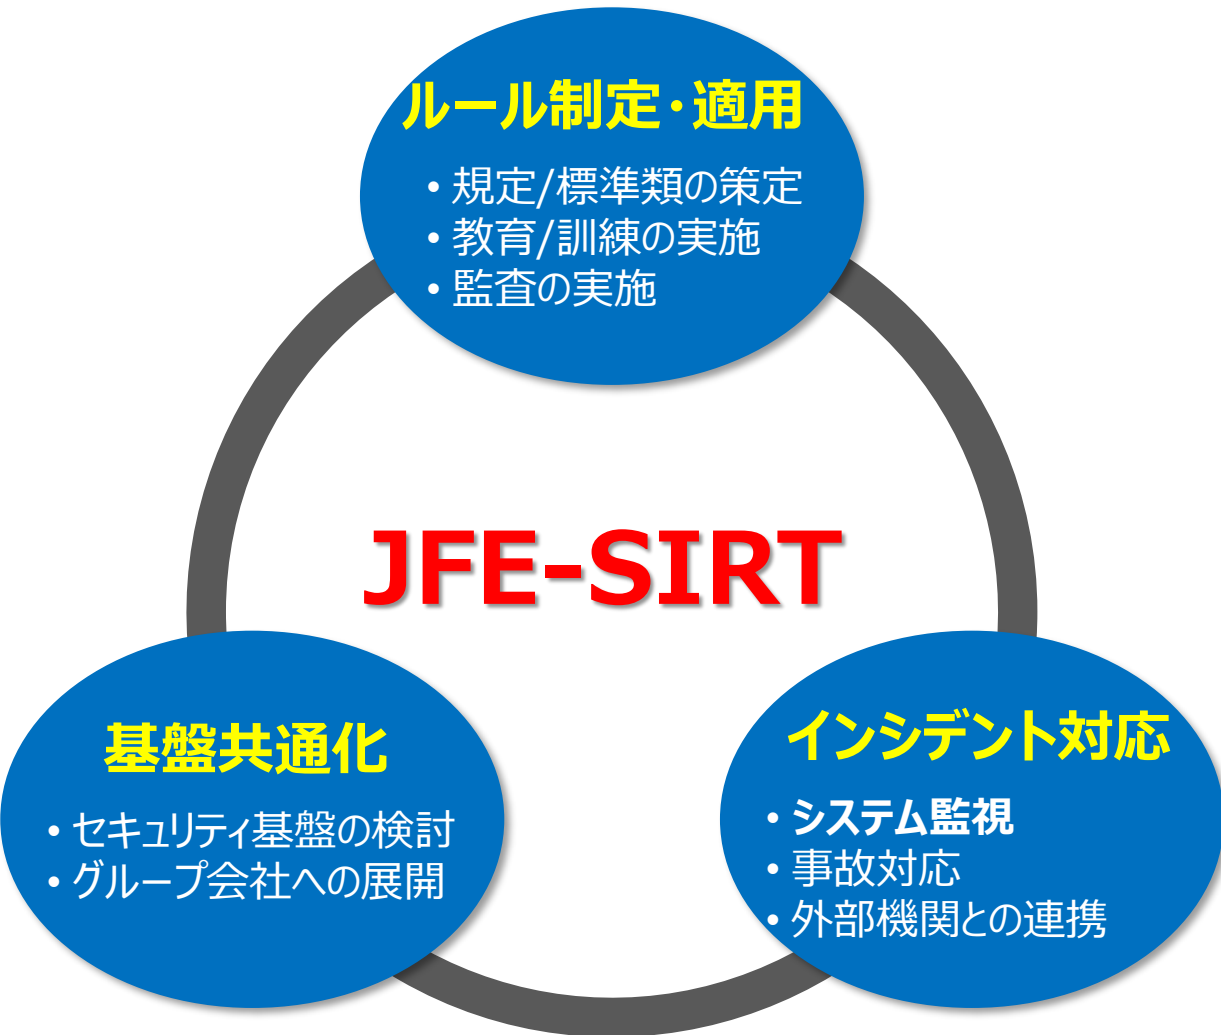 ルール制定・適用
・規定/標準類の策定
・教育/訓練の実施
・監査の実施
JFE-SIRT
基盤共通化
・セキュリティ基盤の検討
・グループ会社への展開
インシデント対応
・システム監視
・事故対応
・外部機関との連携